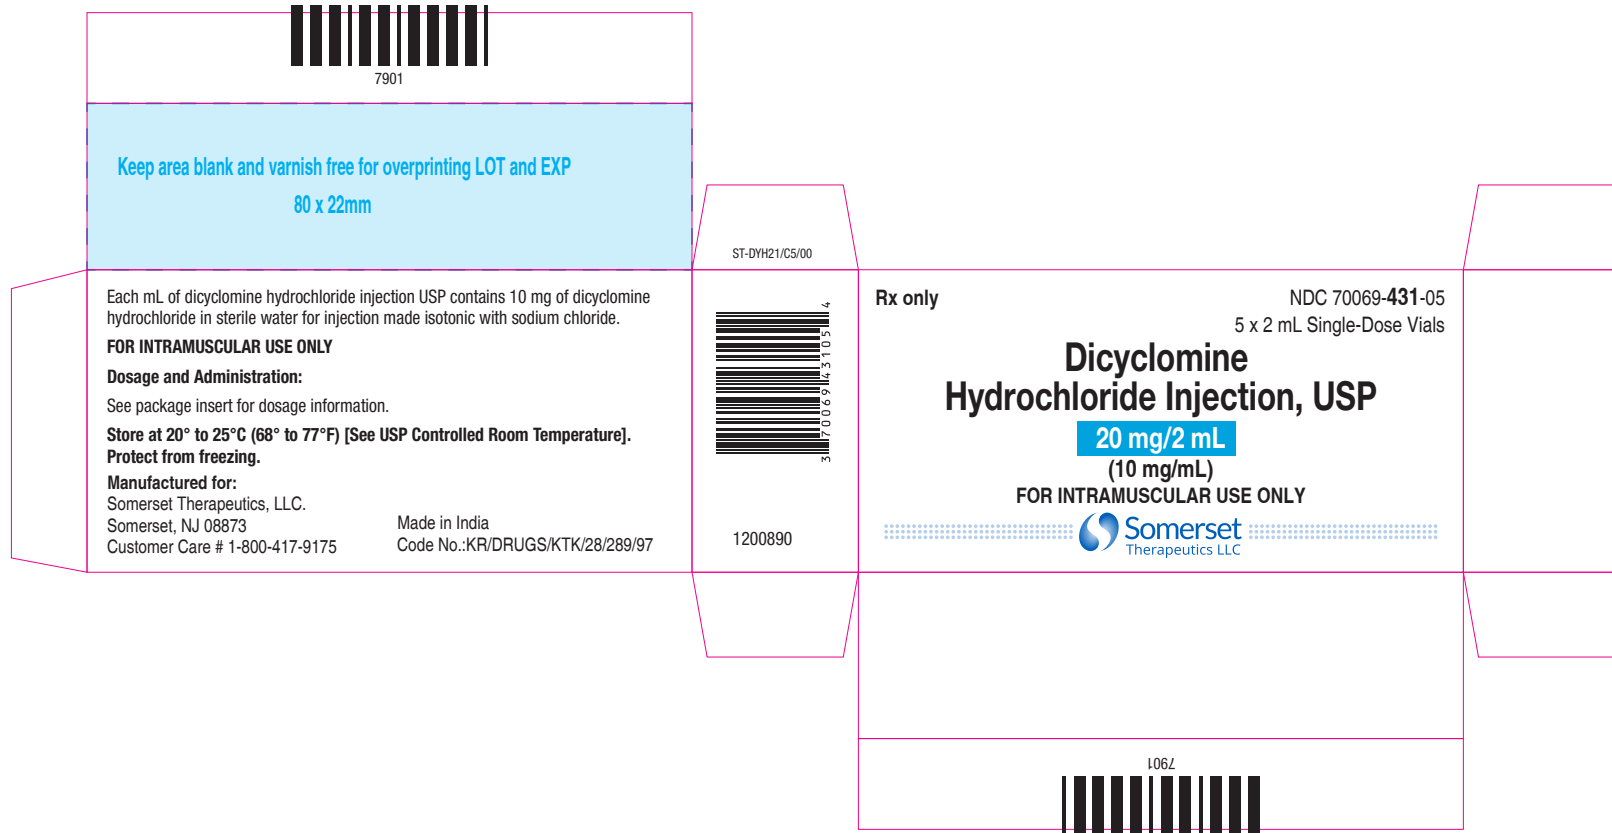 7901
Keep area blank and varnish free for overprinting LOT and EXP
80 x 22mm
Each mL of dicyclomine hydrochloride injection USP contains 10 mg of dicyclomine
hydrochloride in sterile water for injection made isotonic with sodium chloride.
FOR INTRAMUSCULAR USE ONLY
Dosage and Administration:
See package insert for dosage information.
Store at 20° to 25°C (68° to 77°F) [See USP Controlled Room Temperature].
Protect from freezing.
Manufactured for:
Somerset Therapeutics, LLC.
Somerset, NJ 08873
Customer Care # 1-800-417-9175
Made in India
Code No.:KR/DRUGS/KTK/28/289/97
ST-DYH21/C5/00
3 70069 43105 4
1200890
Rx only
NDC 70069-431-05
5 x 2 mL Single-Dose Vials
Dicyclomine
Hydrochloride Injection, USP
20 mg/2 mL
(10 mg/mL)
FOR INTRAMUSCULAR USE ONLY
Somerset
Therapeutics LLC
7901